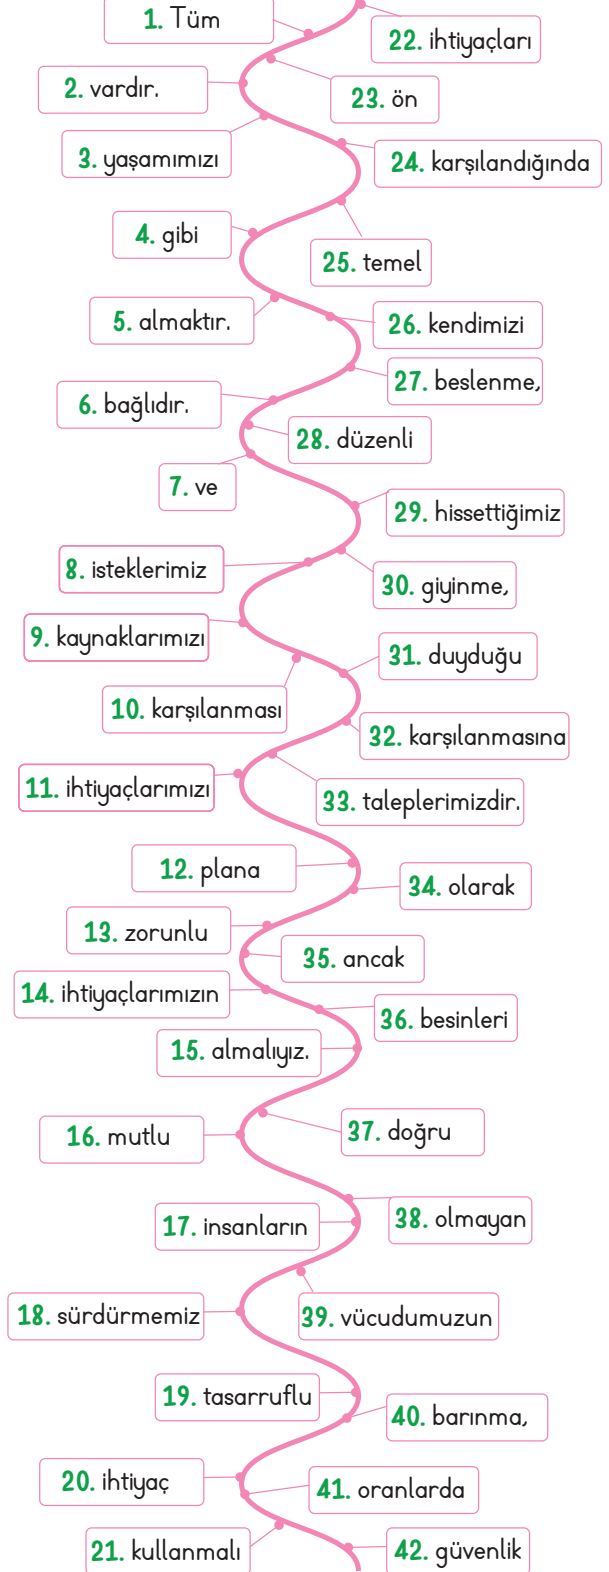 1. Tüm
2. vardır.
3. yaşamımızı
4. gibi
5. almaktır.
6. bağlıdır.
7. ve
8. isteklerimiz
9. kaynaklarımızı
10. karşılanması
11. ihtiyaçlarımızı
12. plana
13. zorunlu
14. ihtiyaçlarımızın
15. almalıyız.
16. mutlu
17. insanların
18. sürdürmemiz
19. tasarruflu
20. ihtiyaç
21. kullanmalı
22. ihtiyaçları
23. ön
24. karşılandığında
25. temel
26. kendimizi
27. beslenme,
28. düzenli
29. hissettiğimiz
30. giyinme,
31. duyduğu
32. karşılanmasına
33. taleplerimizdir.
34. olarak
35. ancak
36. besinleri
37. doğru
38. olmayan
39. vücudumuzun
40. barınma,
41. oranlarda
42. güvenlik